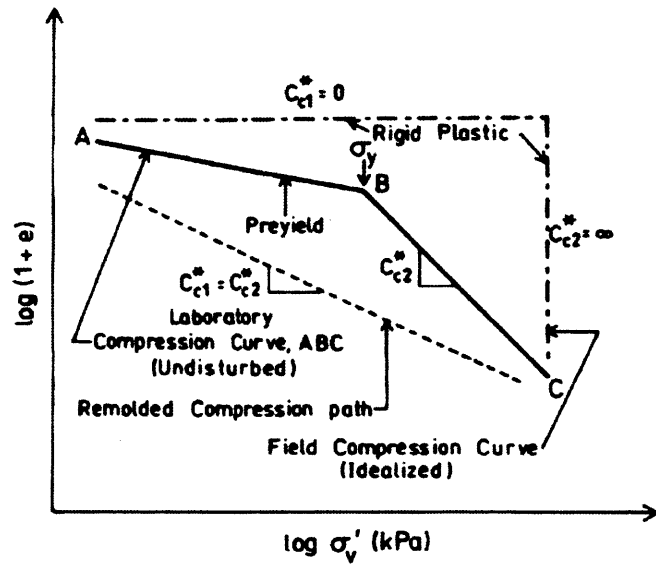 C*c1 = 0
Rigid Plastic
A
σy
B
Preyield
C*c2 = ∞
C*c1 = C*c2
C*c2
Laboratory
Compression Curve, ABC
(Undisturbed)
C
Remolded Compression path
Field Compression Curve
(Idealized)
log (1 + e)
log σv' (kPa)